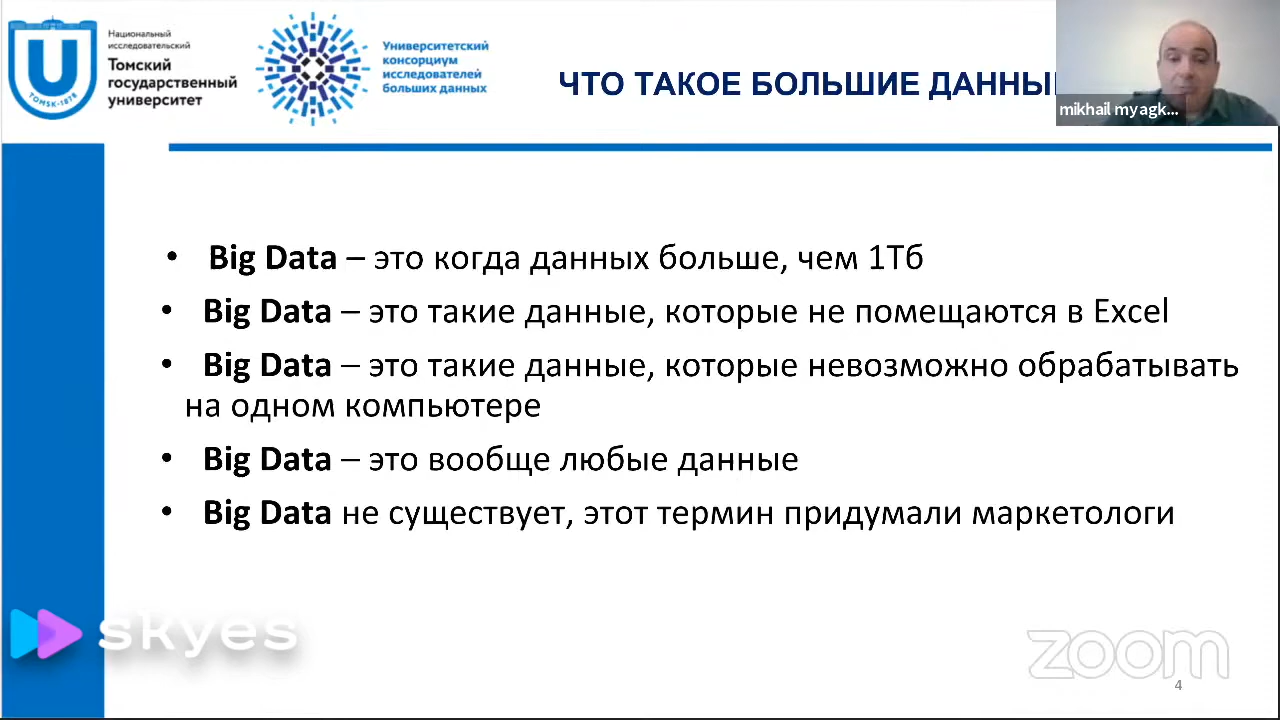 Национальный
исследовательский
Томский
государственный
университет
TOMSK-1878
Университетский
консорциум
исследователей
больших данных
ЧТО ТАКОЕ БОЛЬШИЕ ДАННЫ
mikhail myagk...
• Big Data – это когда данных больше, чем 1Тб
• Big Data – это такие данные, которые не помещаются в Excel
• Big Data – это такие данные, которые невозможно обрабатывать
на одном компьютере
• Big Data – это вообще любые данные
• Big Data не существует, этот термин придумали маркетологи
skyes
zoom
4